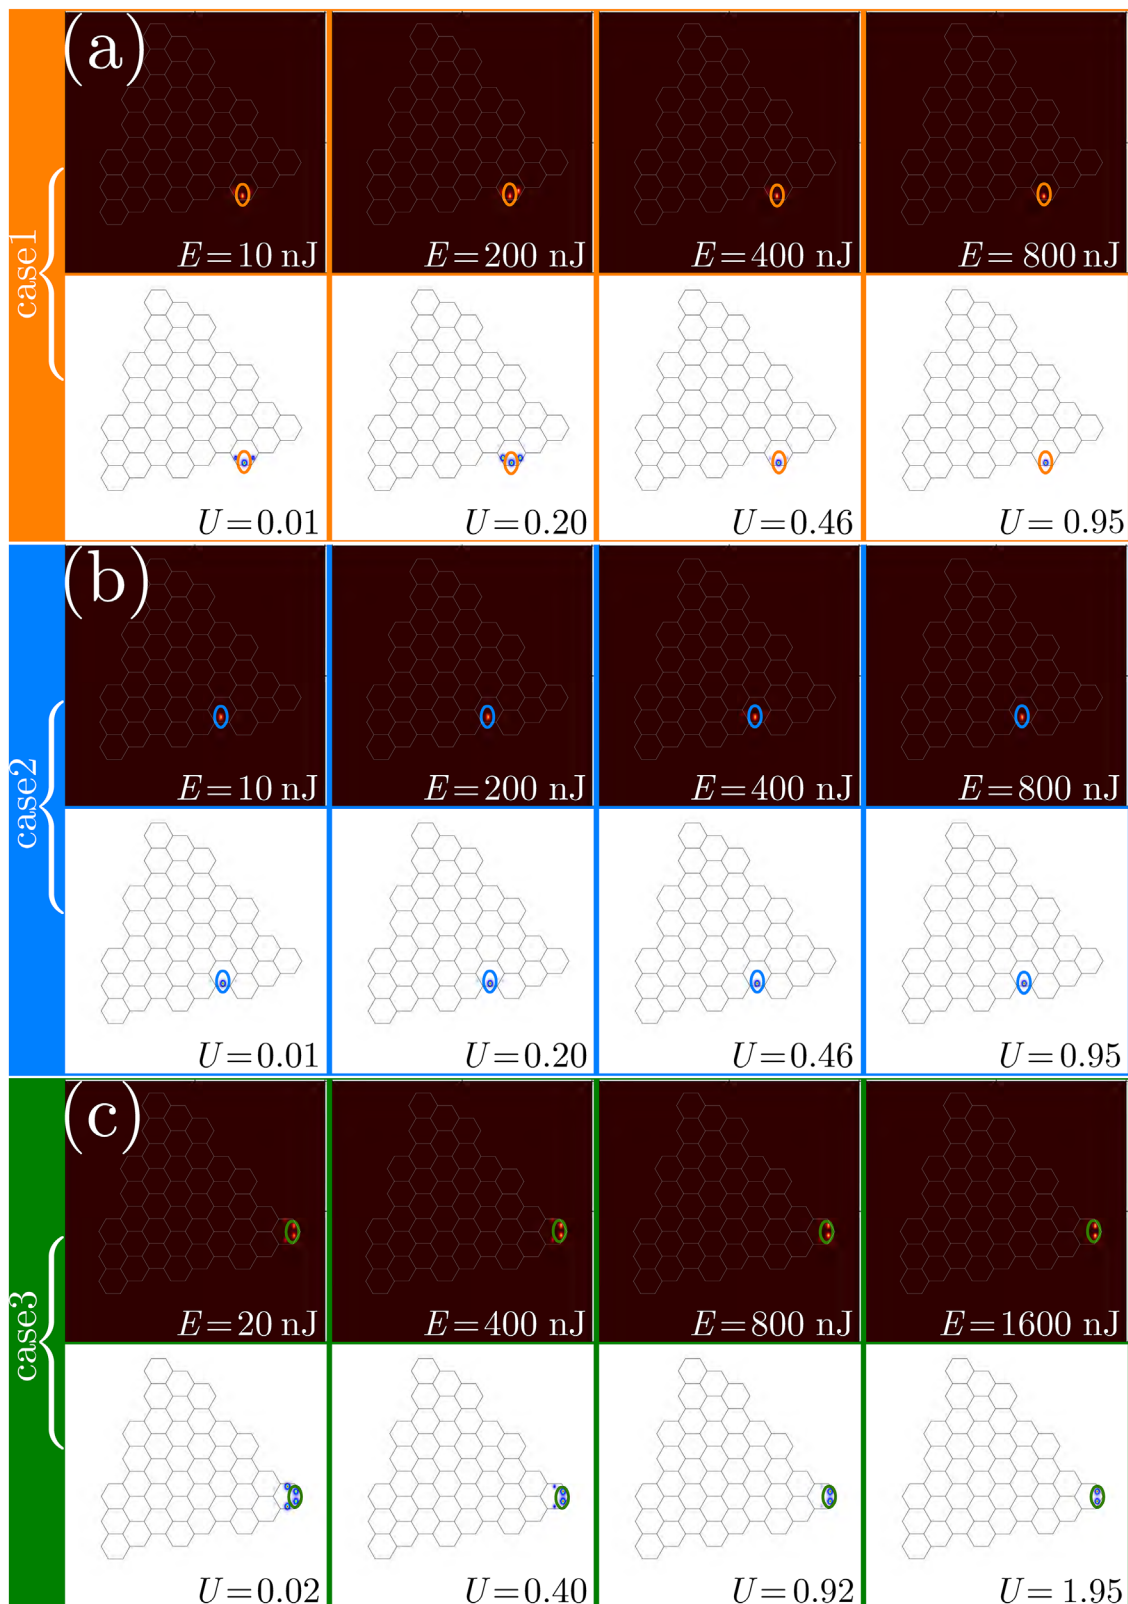 (a)
case1
E=10 nJ
E=200 nJ
E=400 nJ
E=800 nJ
U=0.01
U=0.20
U=0.46
U=0.95
(b)
case2
E=10 nJ
E=200 nJ
E=400 nJ
E=800 nJ
U=0.01
U=0.20
U=0.46
U=0.95
(c)
case3
E=20 nJ
E=400 nJ
E=800 nJ
E=1600 nJ
U=0.02
U=0.40
U=0.92
U=1.95